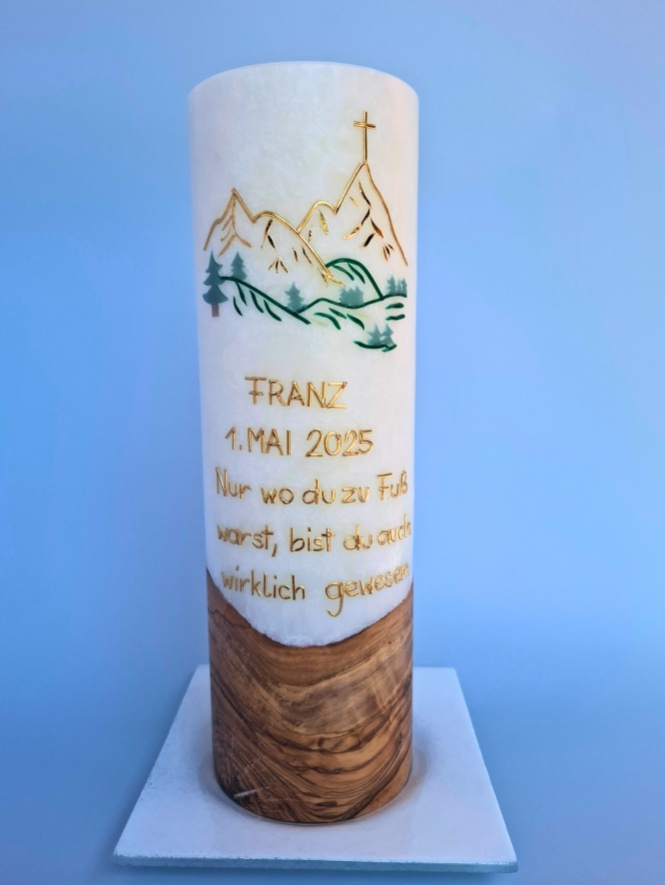 FRANZ
1. MAI 2025
Nur wo du zu Fuß
warst, bist du auch
wirklich gewesen